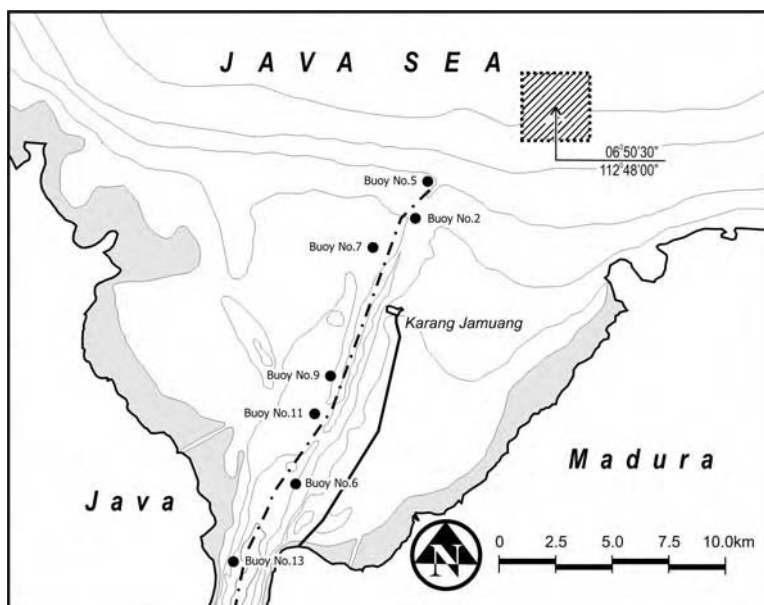 JAVA SEA
06°50'30"
112°48'00"
Buoy No.5
Buoy No.2
Buoy No.7
Karang Jamuang
Buoy No.9
Buoy No.11
Madura
Java
Buoy No.6
N
0 2.5 5.0 7.5 10.0km
Buoy No.13